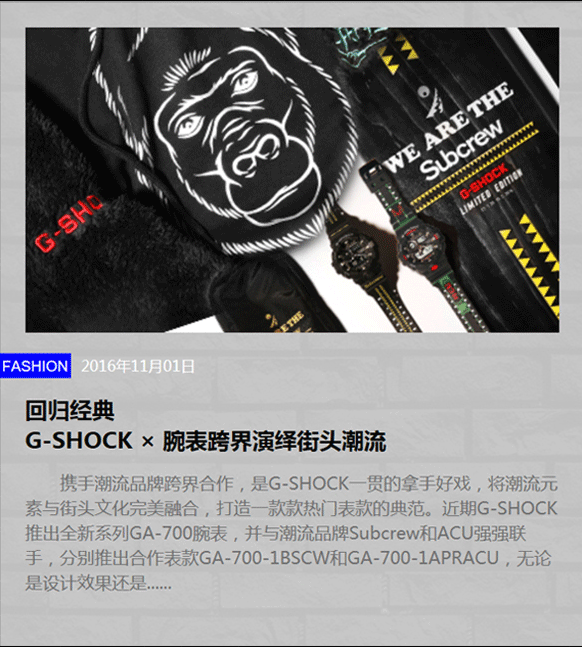 WE ARE THE
Subcrew
G-SHOCK
LIMITED EDITION
G-SHO
WE ARE THE
FASHION 2016年11月01日
回归经典
G-SHOCK × 腕表跨界演绎街头潮流
携手潮流品牌跨界合作，是G-SHOCK一贯的拿手好戏，将潮流元
素与街头文化完美融合，打造一款款热门表款的典范。近期G-SHOCK
推出全新系列GA-700腕表，并与潮流品牌Subcrew和ACU强强联
手，分别推出合作表款GA-700-1BSCW和GA-700-1APRACU，无论
是设计效果还是......